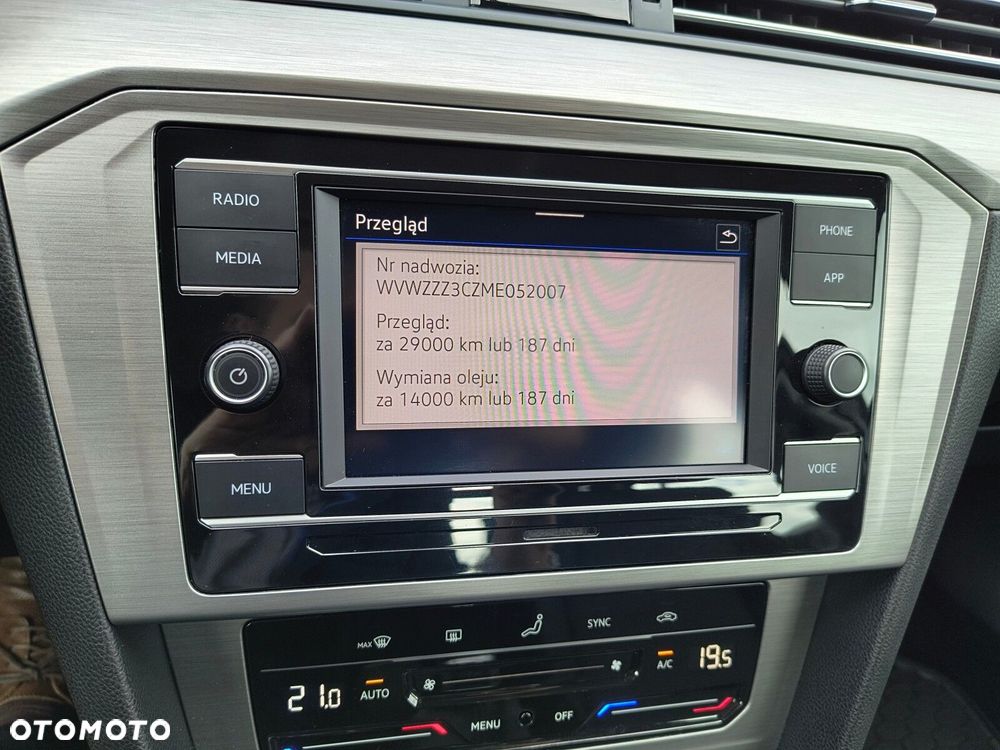 RADIO
MEDIA
MENU
Przegląd
Nr nadwozia:
WVWZZZ3CZME052007
Przegląd:
za 29000 km lub 187 dni
Wymiana oleju:
za 14000 km lub 187 dni
PHONE
APP
VOICE
MAX
SYNC
21.0
AUTO
A/C
19.5
MENU
OFF
OTOMOTO